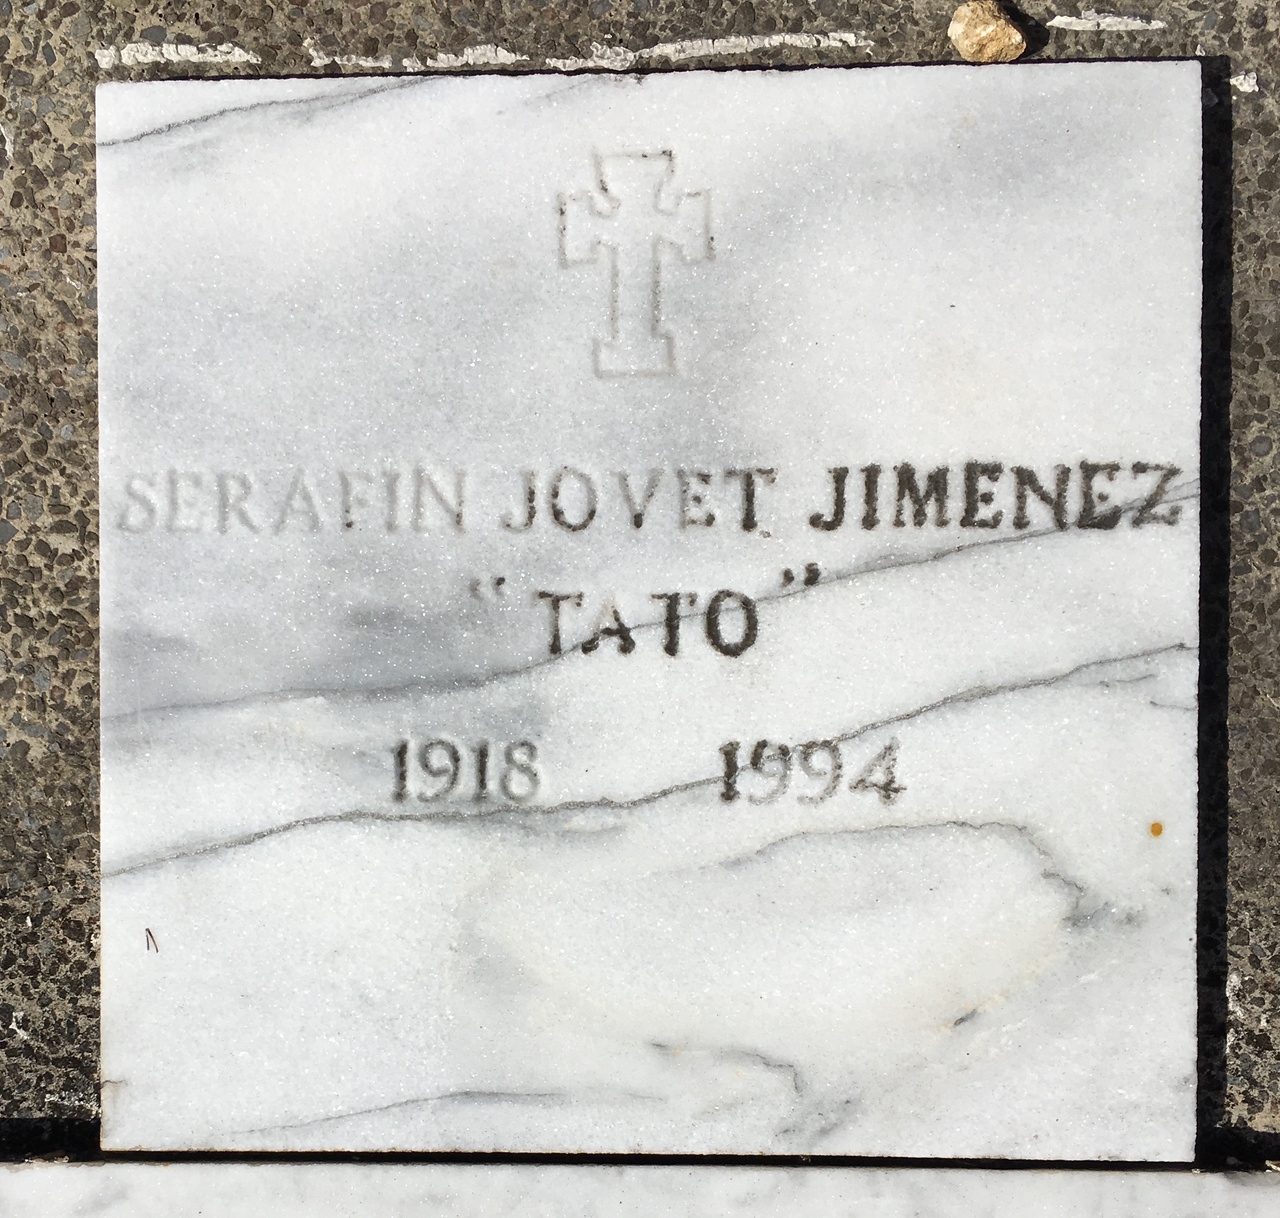 SERAFIN JOVET JIMENEZ
“TATO”
1918 1994